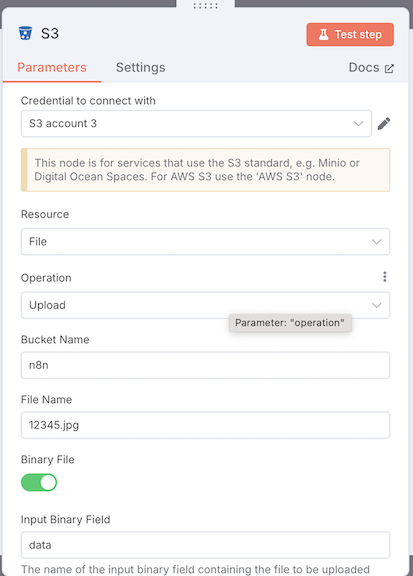 S3
Test step
Parameters
Settings
Docs
Credential to connect with
S3 account 3
This node is for services that use the S3 standard, e.g. Minio or
Digital Ocean Spaces. For AWS S3 use the 'AWS S3' node.
Resource
File
Operation
Upload
Parameter: "operation"
Bucket Name
n8n
File Name
12345.jpg
Binary File
Input Binary Field
data
The name of the input binary field containing the file to be uploaded